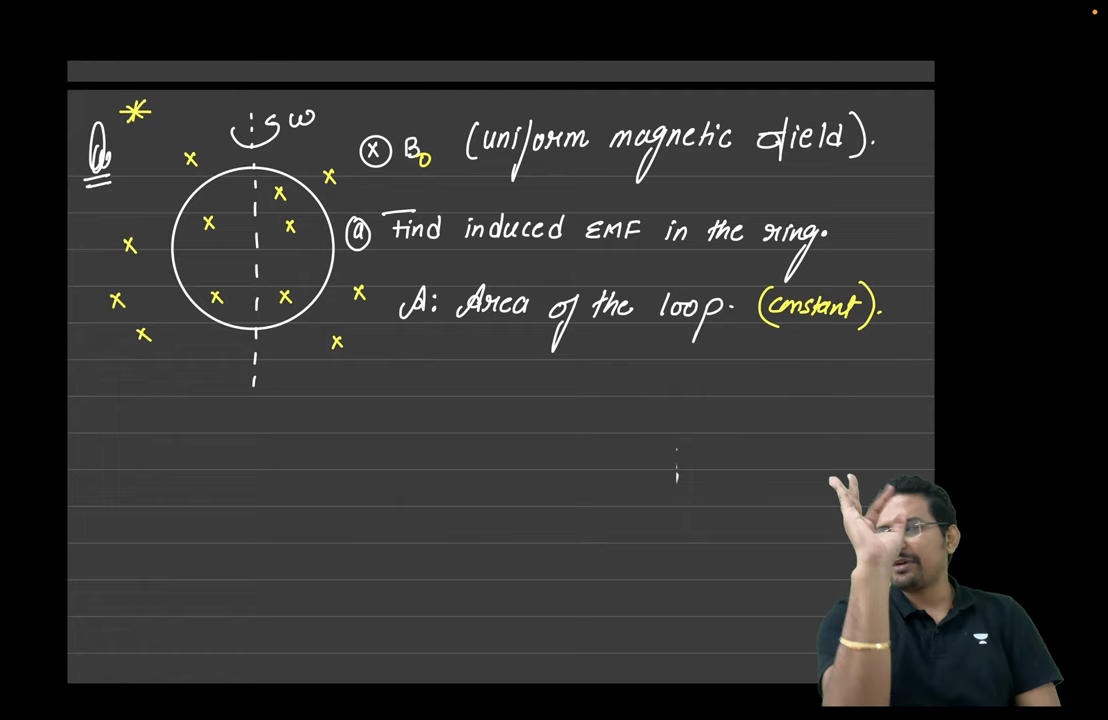 Q
ω
ⓧ B₀ (uniform magnetic field).
ⓐ Find induced EMF in the ring.
A: Area of the loop. (constant).